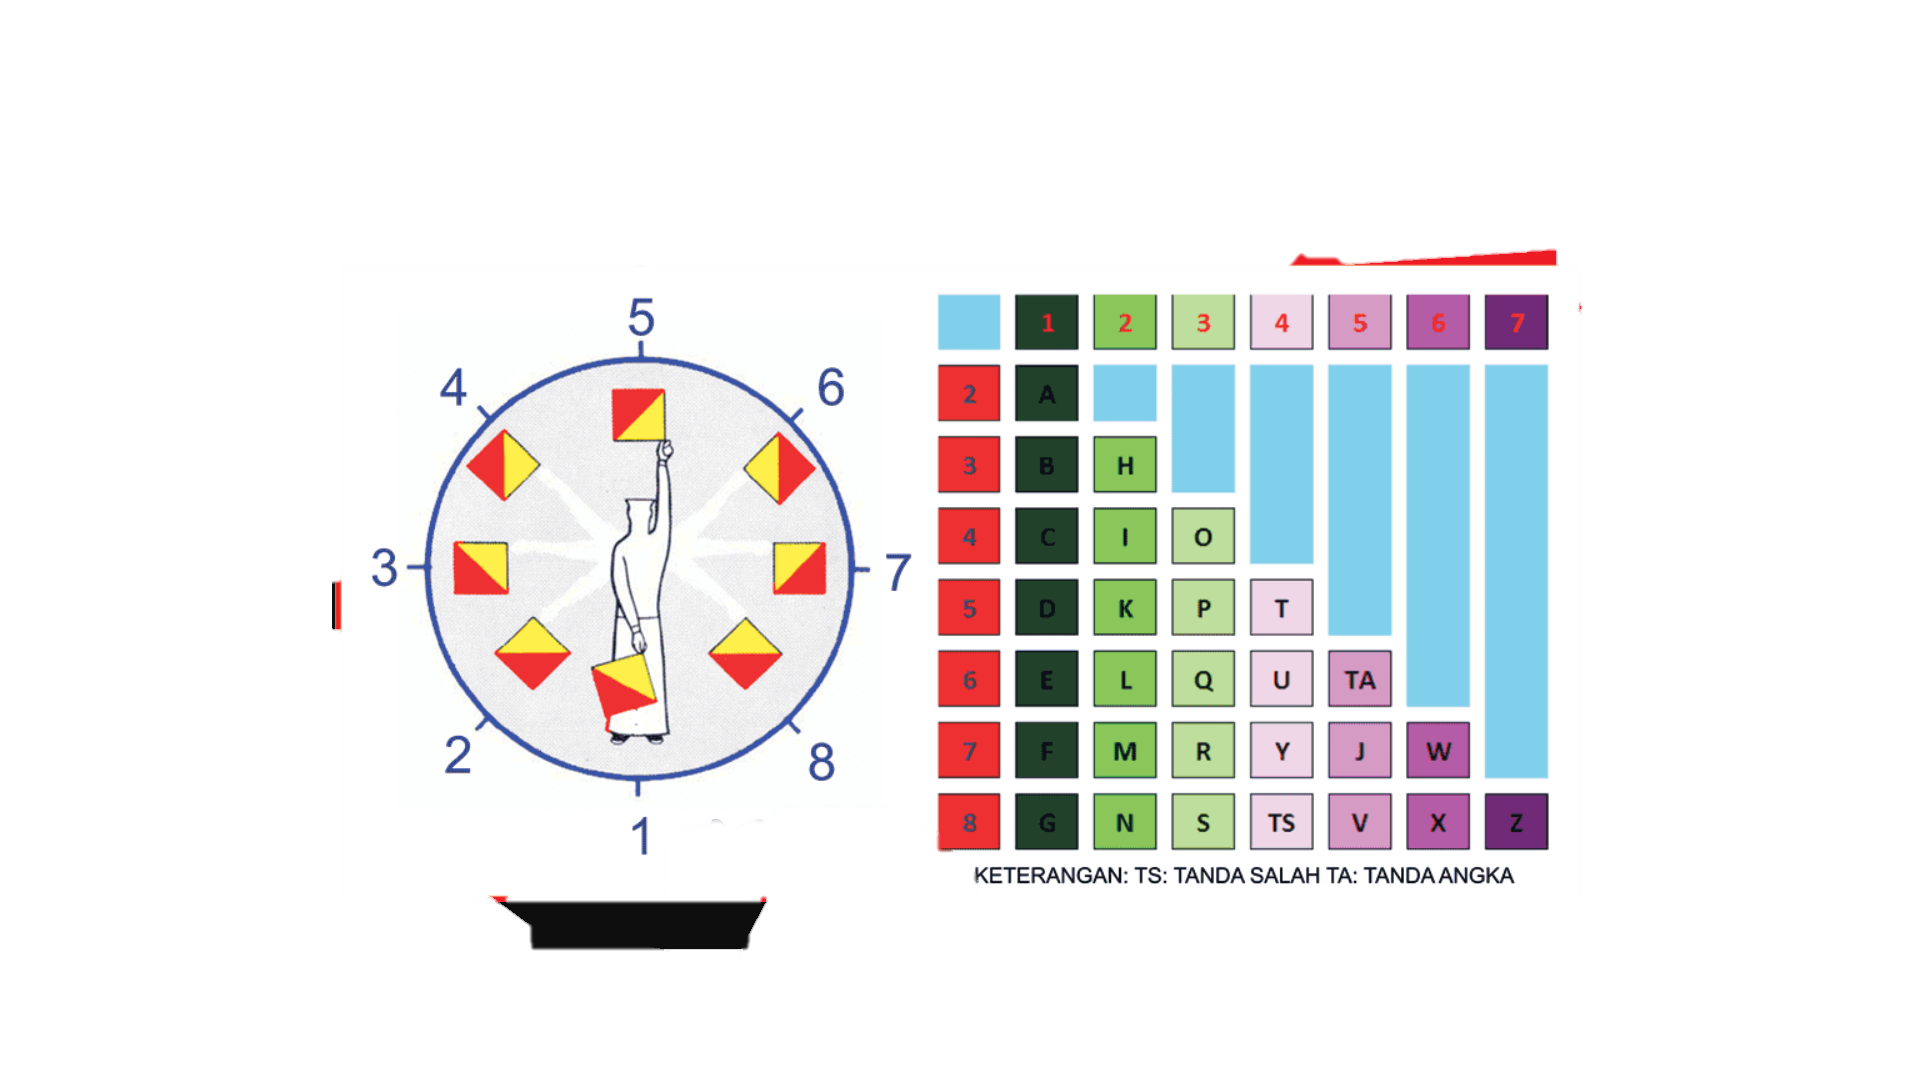 5
4 6
3 7
2 8
1
1 2 3 4 5 6 7
2 A
3 B H
4 C I O
5 D K P T
6 E L Q U TA
7 F M R Y J W
8 G N S TS V X Z
KETERANGAN: TS: TANDA SALAH TA: TANDA ANGKA